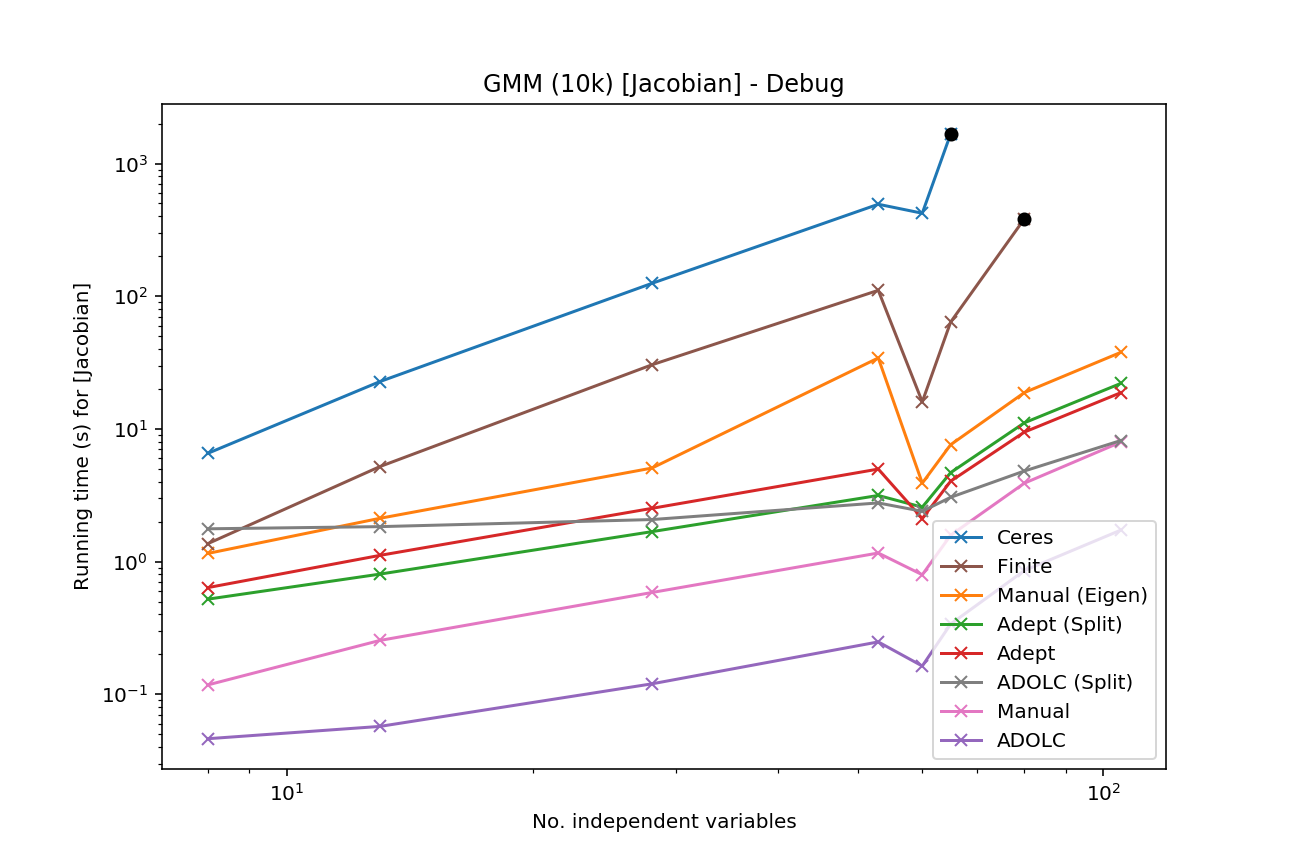 GMM (10k) [Jacobian] - Debug
Running time (s) for [Jacobian]
10³
10²
10¹
10⁰
10⁻¹
10¹
10²
No. independent variables
Ceres
Finite
Manual (Eigen)
Adept (Split)
Adept
ADOLC (Split)
Manual
ADOLC